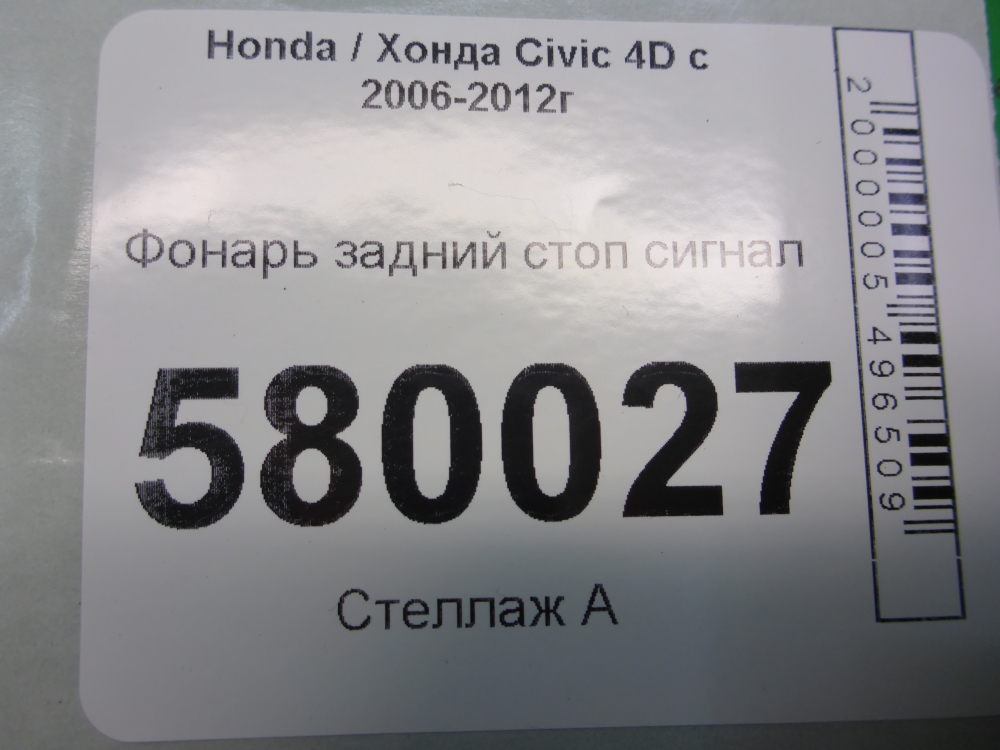 Honda / Хонда Civic 4D с
2006-2012г
Фонарь задний стоп сигнал
580027
Стеллаж А
2000005496509